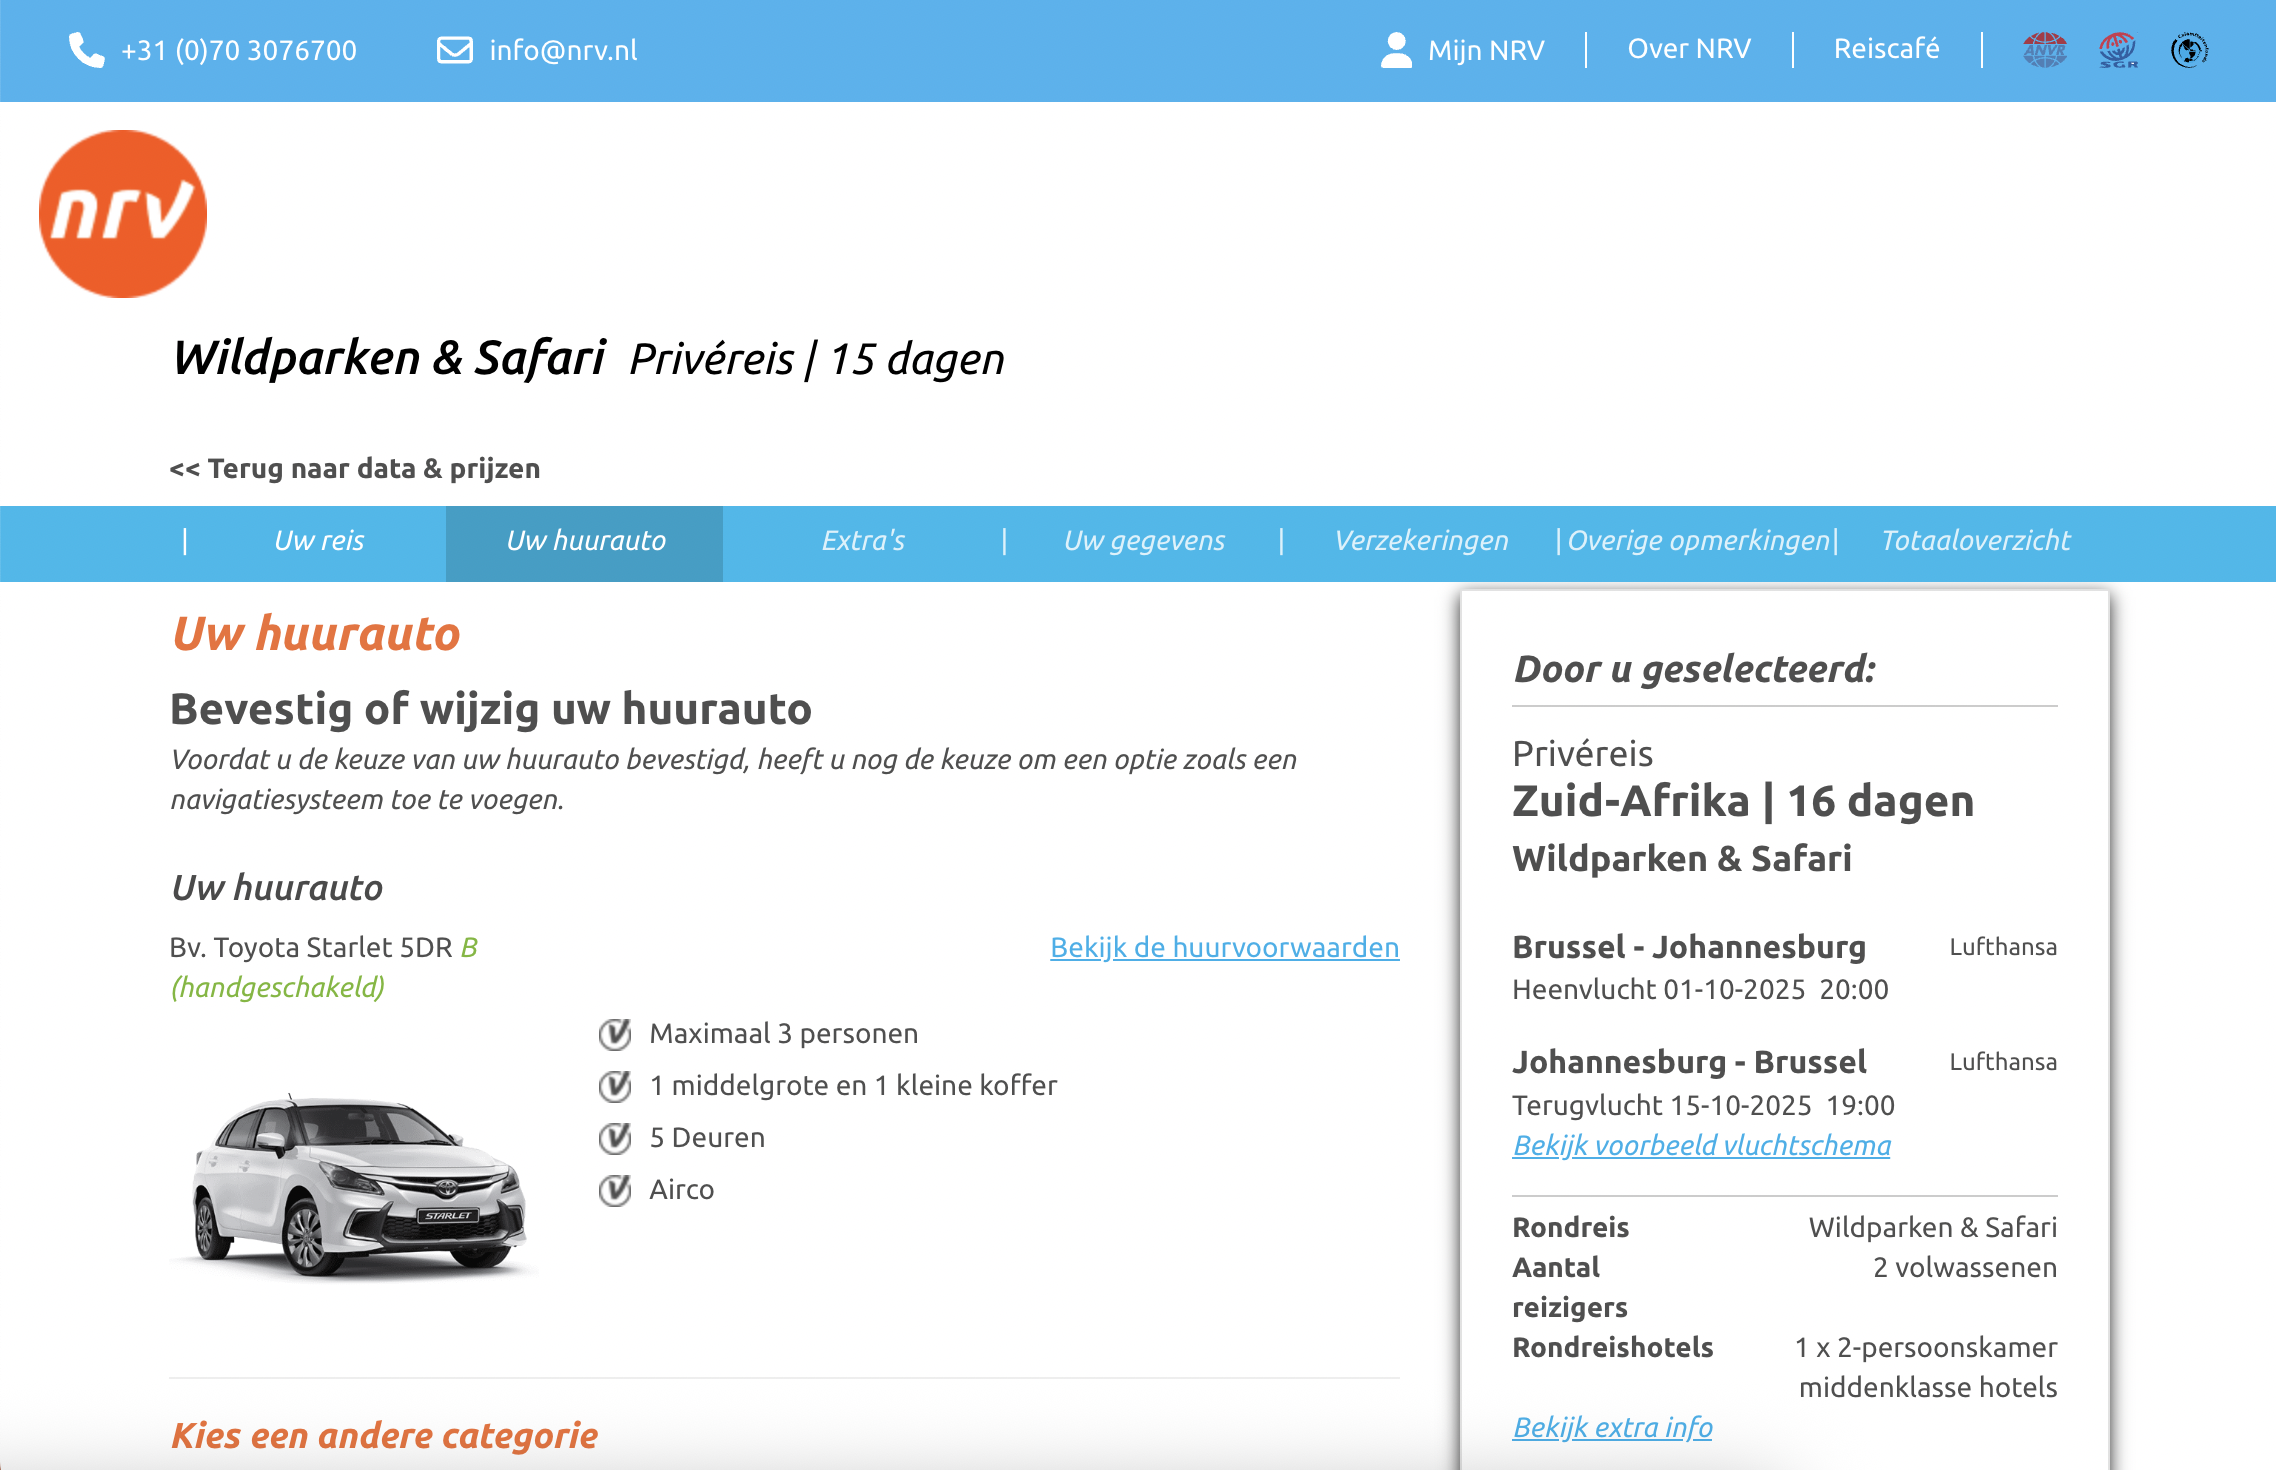 +31 (0)70 3076700
info@nrv.nl
Mijn NRV
Over NRV
Reiscafé
ANVR
SGR
nrv
Wildparken & Safari Privéreis | 15 dagen
<< Terug naar data & prijzen
| Uw reis
Uw huurauto
Extra's |
Uw gegevens |
Verzekeringen
| Overige opmerkingen |
Totaaloverzicht
Uw huurauto
Bevestig of wijzig uw huurauto
Voordat u de keuze van uw huurauto bevestigd, heeft u nog de keuze om een optie zoals een
navigatiesysteem toe te voegen.
Uw huurauto
Bv. Toyota Starlet 5DR B
(handgeschakeld)
Bekijk de huurvoorwaarden
Maximaal 3 personen
1 middelgrote en 1 kleine koffer
5 Deuren
Airco
STARLET
Kies een andere categorie
Door u geselecteerd:
Privéreis
Zuid-Afrika | 16 dagen
Wildparken & Safari
Brussel - Johannesburg Lufthansa
Heenvlucht 01-10-2025 20:00
Johannesburg - Brussel Lufthansa
Terugvlucht 15-10-2025 19:00
Bekijk voorbeeld vluchtschema
Rondreis Wildparken & Safari
Aantal 2 volwassenen
reizigers
Rondreishotels 1 x 2-persoonskamer
middenklasse hotels
Bekijk extra info